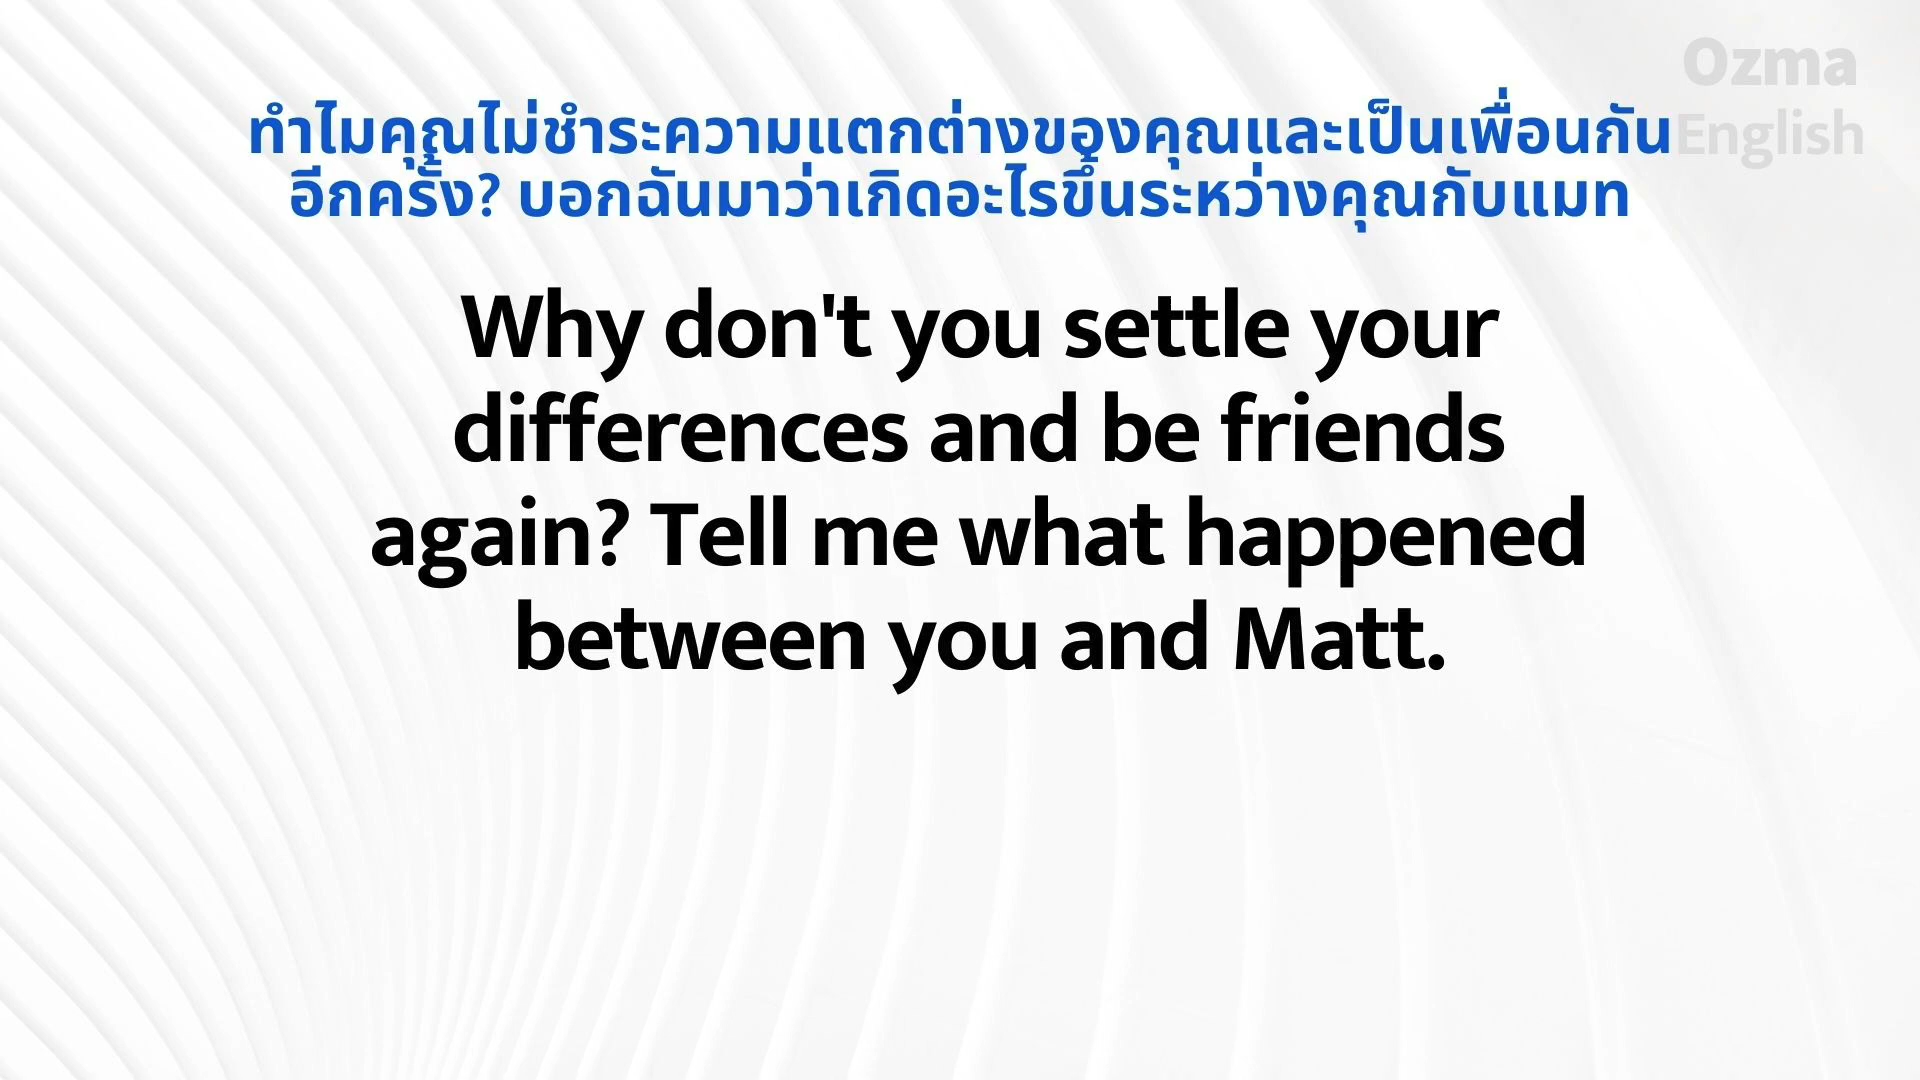 Ozma
English
ทำไมคุณไม่ชำระความแตกต่างของคุณและเป็นเพื่อนกัน
อีกครั้ง? บอกฉันมาว่าเกิดอะไรขึ้นระหว่างคุณกับแมท
Why don't you settle your
differences and be friends
again? Tell me what happened
between you and Matt.